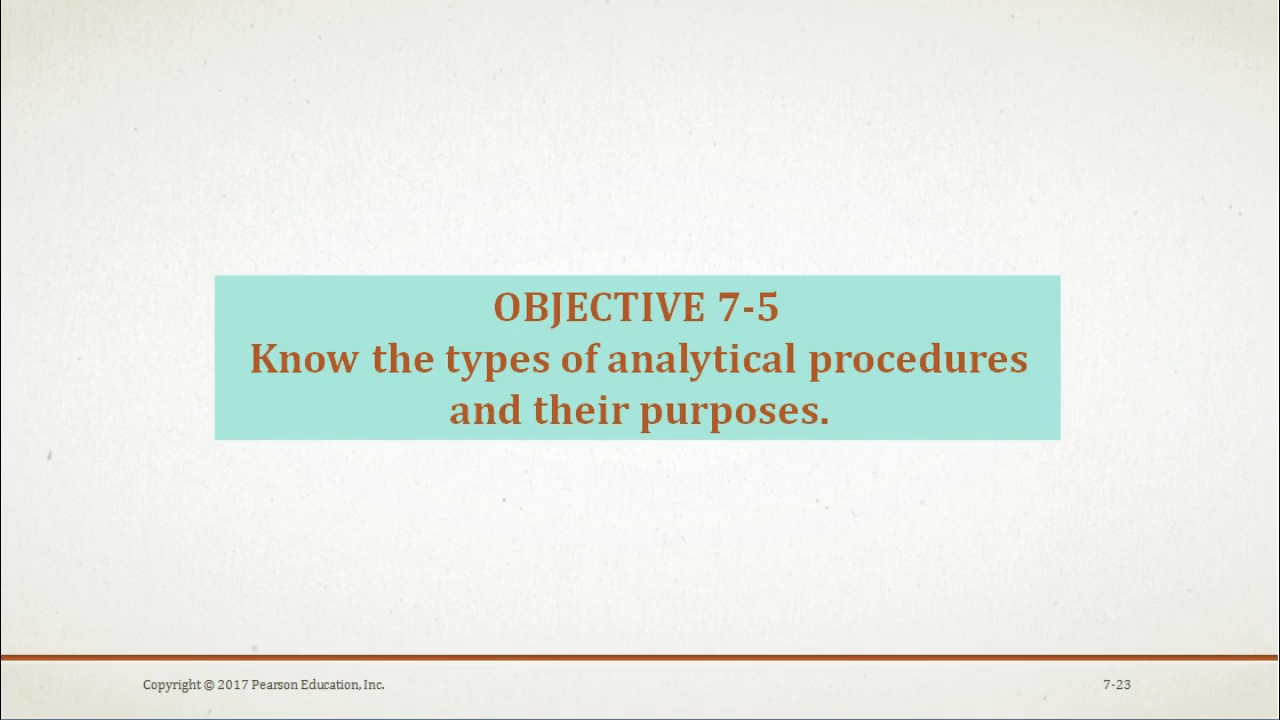 OBJECTIVE 7-5
Know the types of analytical procedures
and their purposes.
Copyright © 2017 Pearson Education, Inc.
7-23